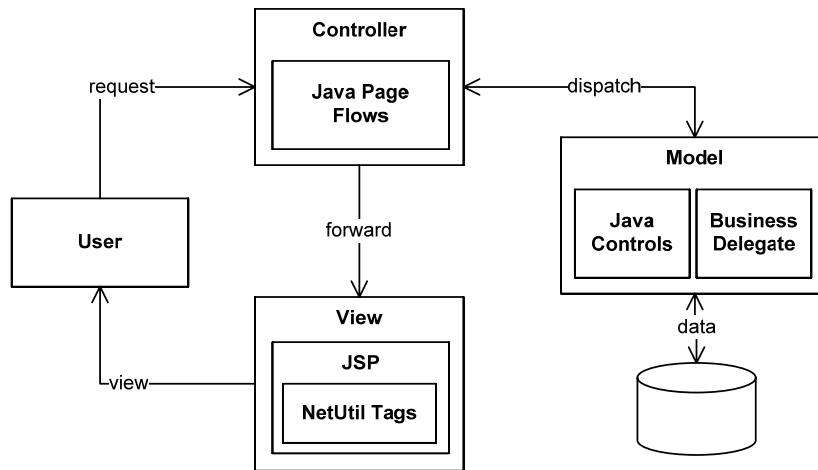 Controller
request
Java Page
Flows
dispatch
Model
Java
Controls
Business
Delegate
User
forward
View
data
JSP
view
NetUtil Tags